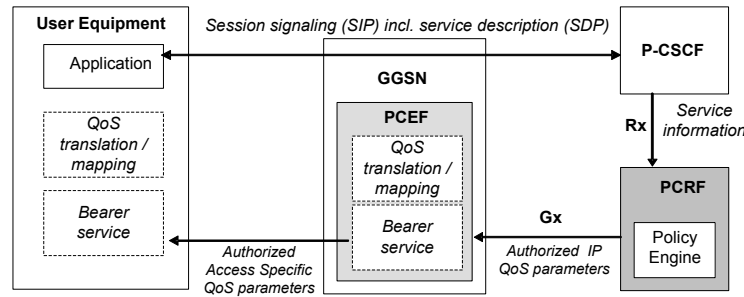 User Equipment
Application
QoS
translation /
mapping
Bearer
service
Session signaling (SIP) incl. service description (SDP)
GGSN
PCEF
QoS
translation /
mapping
Bearer
service
Authorized
Access Specific
QoS parameters
P-CSCF
Rx
Service
information
PCRF
Policy
Engine
Gx
Authorized IP
QoS parameters